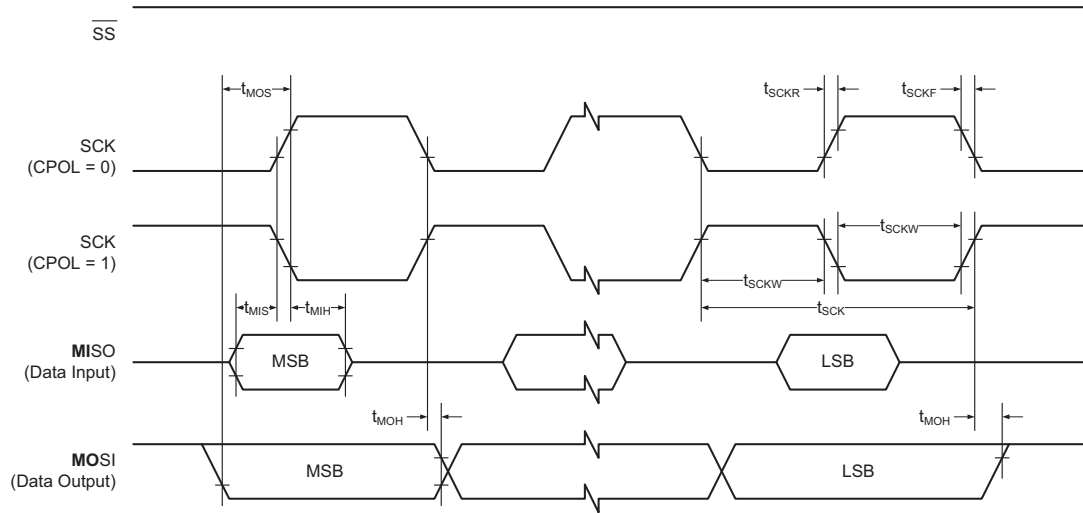 SS
tMOS
tSCKR
tSCKF
SCK
(CPOL = 0)
SCK
(CPOL = 1)
tSCKW
tSCKW
tSCK
tMIS
tMIH
MISO
(Data Input)
MSB
LSB
tMOH
tMOH
MOSI
(Data Output)
MSB
LSB